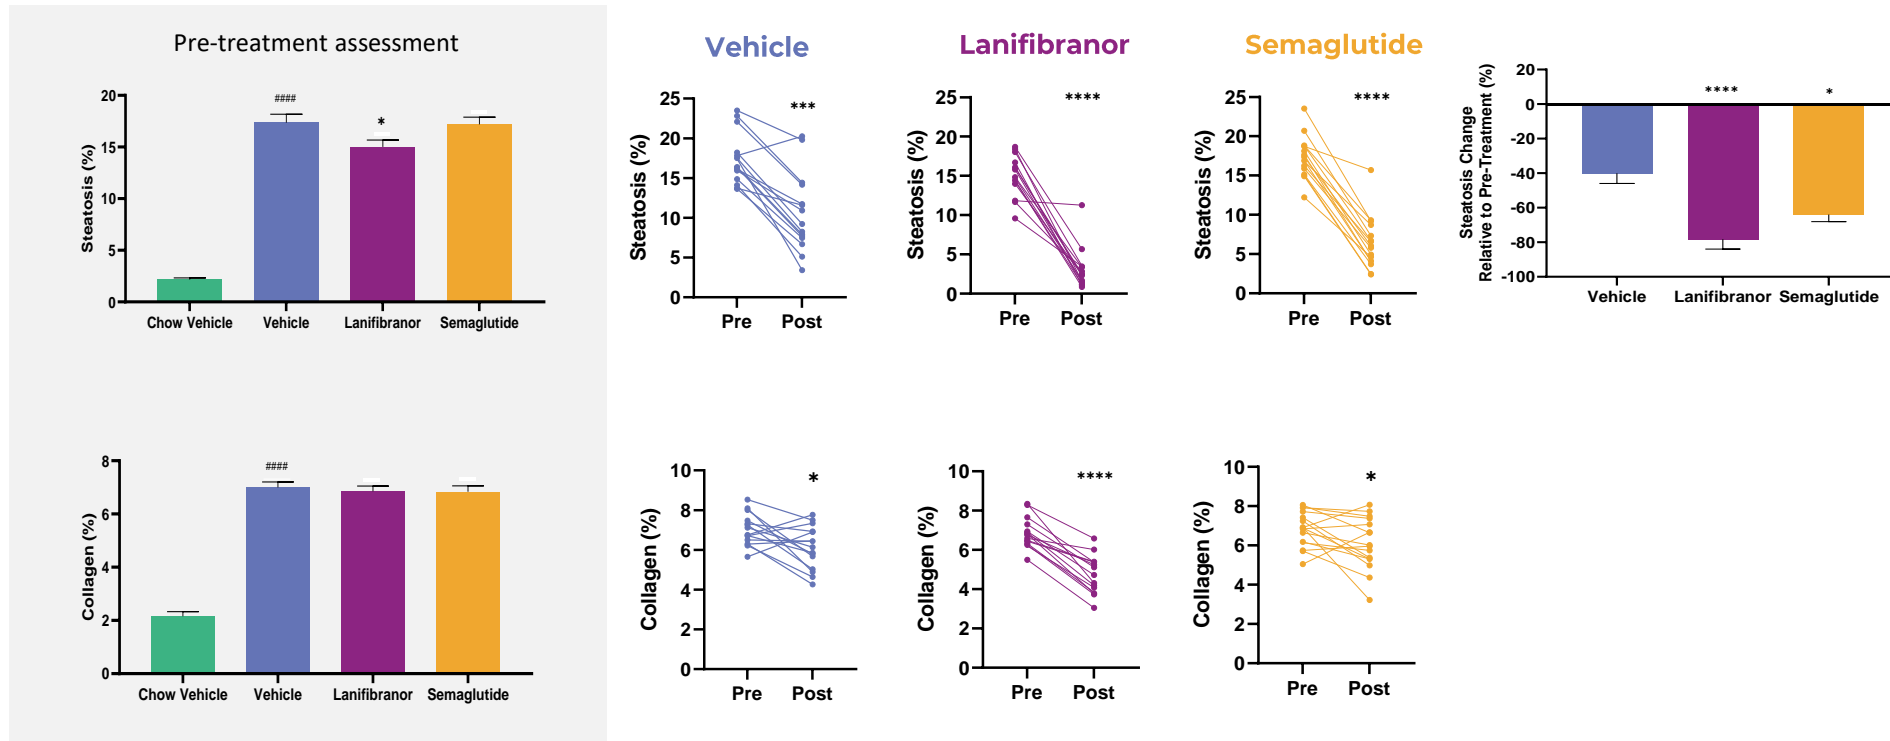 Pre-treatment assessment
Vehicle
Lanifibranor
Semaglutide
Steatosis (%)
20
15
10
5
0
####
*
Chow Vehicle
Vehicle
Lanifibranor
Semaglutide
Steatosis (%)
25
20
15
10
5
0
***
Pre
Post
Steatosis (%)
25
20
15
10
5
0
****
Pre
Post
Steatosis (%)
25
20
15
10
5
0
****
Pre
Post
Steatosis Change
Relative to Pre-Treatment (%)
20
0
-20
-40
-60
-80
-100
****
*
Vehicle
Lanifibranor
Semaglutide
Collagen (%)
8
6
4
2
0
####
Chow Vehicle
Vehicle
Lanifibranor
Semaglutide
Collagen (%)
10
8
6
4
2
0
*
Pre
Post
Collagen (%)
10
8
6
4
2
0
****
Pre
Post
Collagen (%)
10
8
6
4
2
0
*
Pre
Post